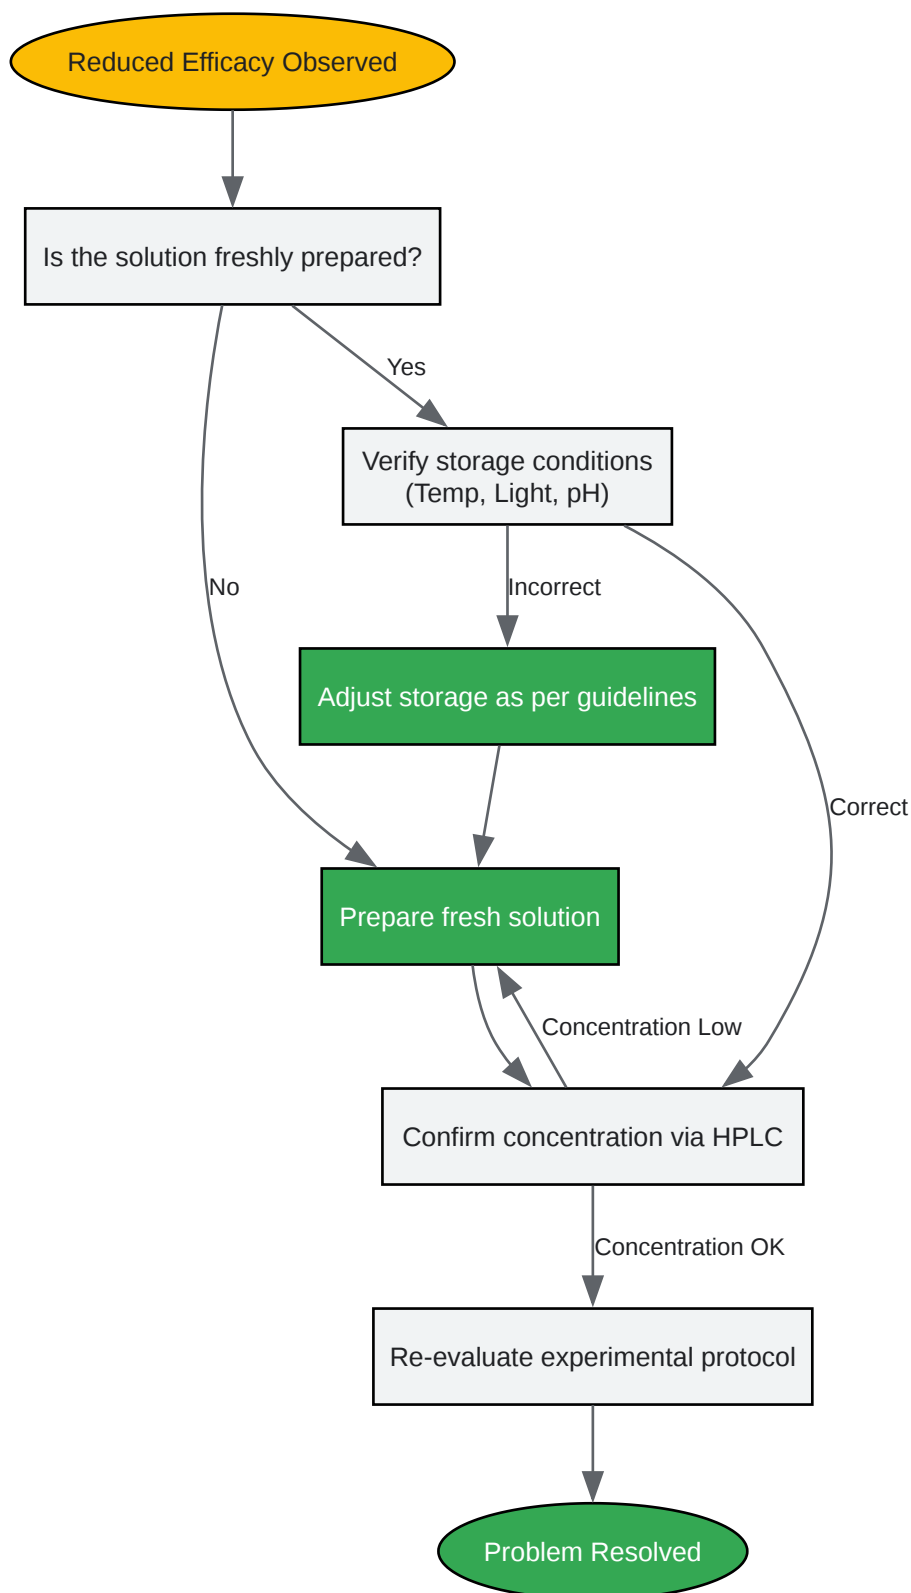 Reduced Efficacy Observed
Is the solution freshly prepared?
Yes
Verify storage conditions
(Temp, Light, pH)
No
Incorrect
Adjust storage as per guidelines
Correct
Prepare fresh solution
Concentration Low
Confirm concentration via HPLC
Concentration OK
Re-evaluate experimental protocol
Problem Resolved